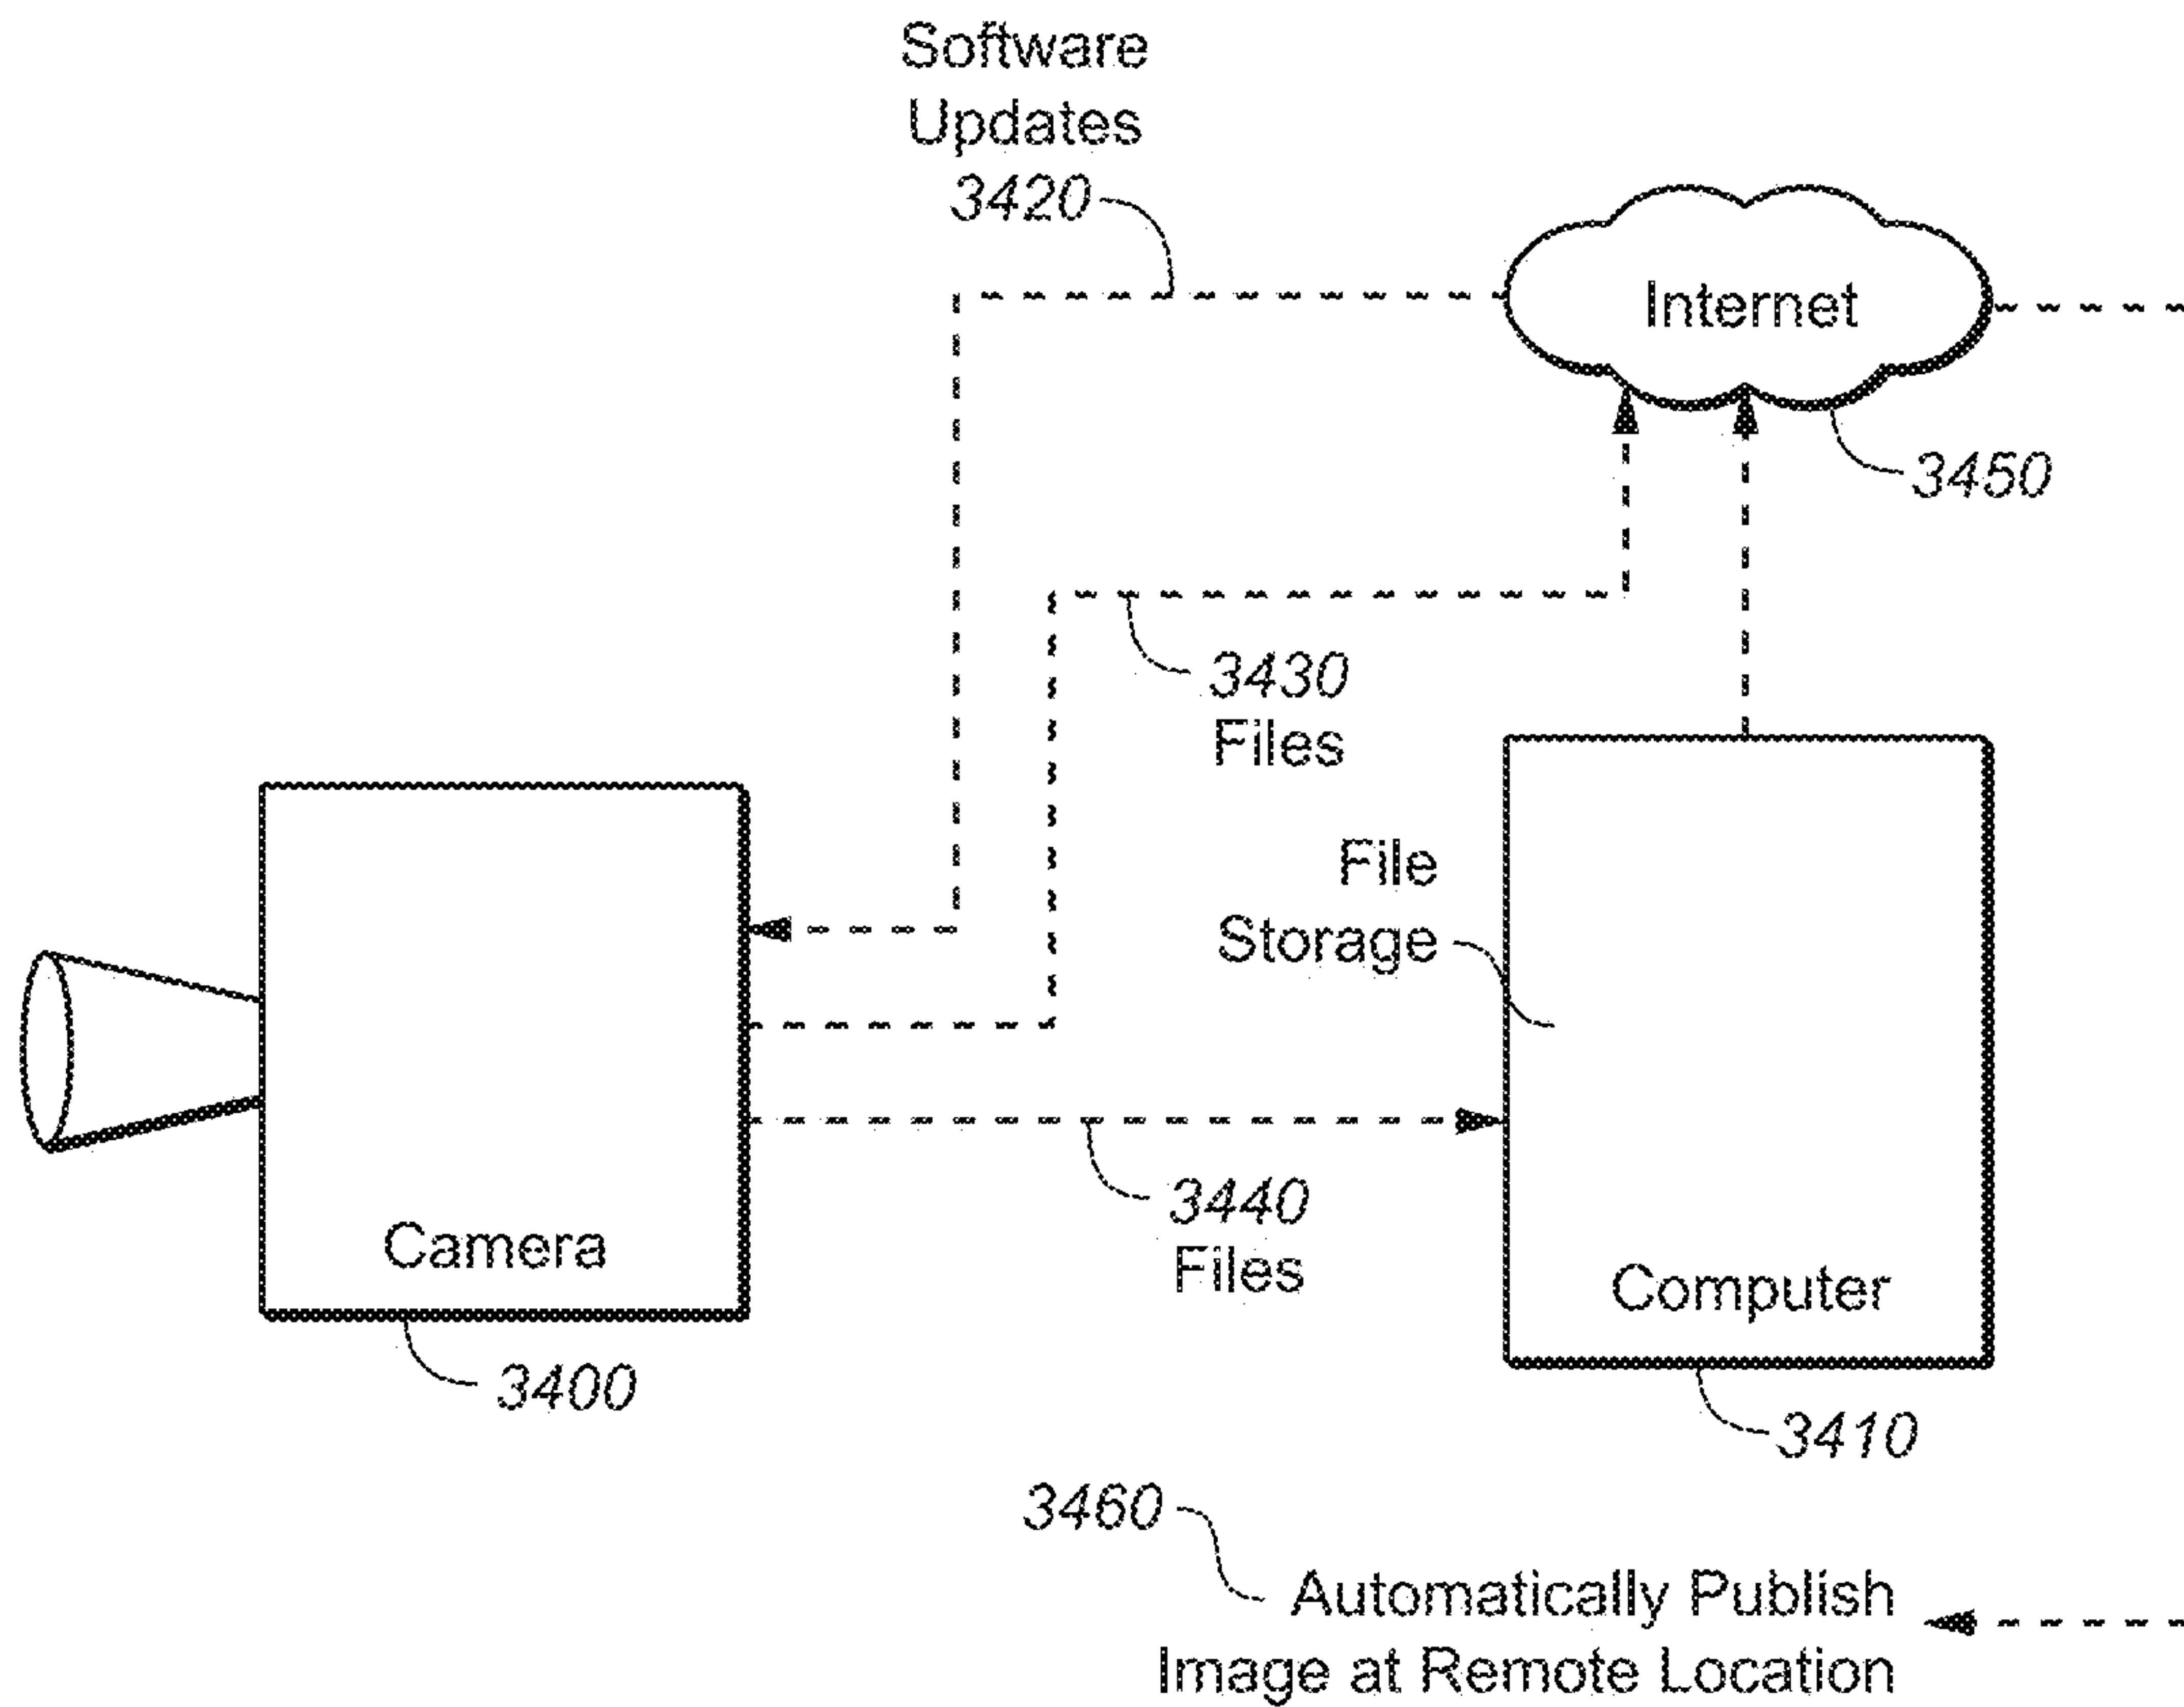 Software
Updates
3420
Internet
3450
3430
Files
File
Storage
3440
Files
Camera
Computer
3400
3410
3460
Automatically Publish
Image at Remote Location